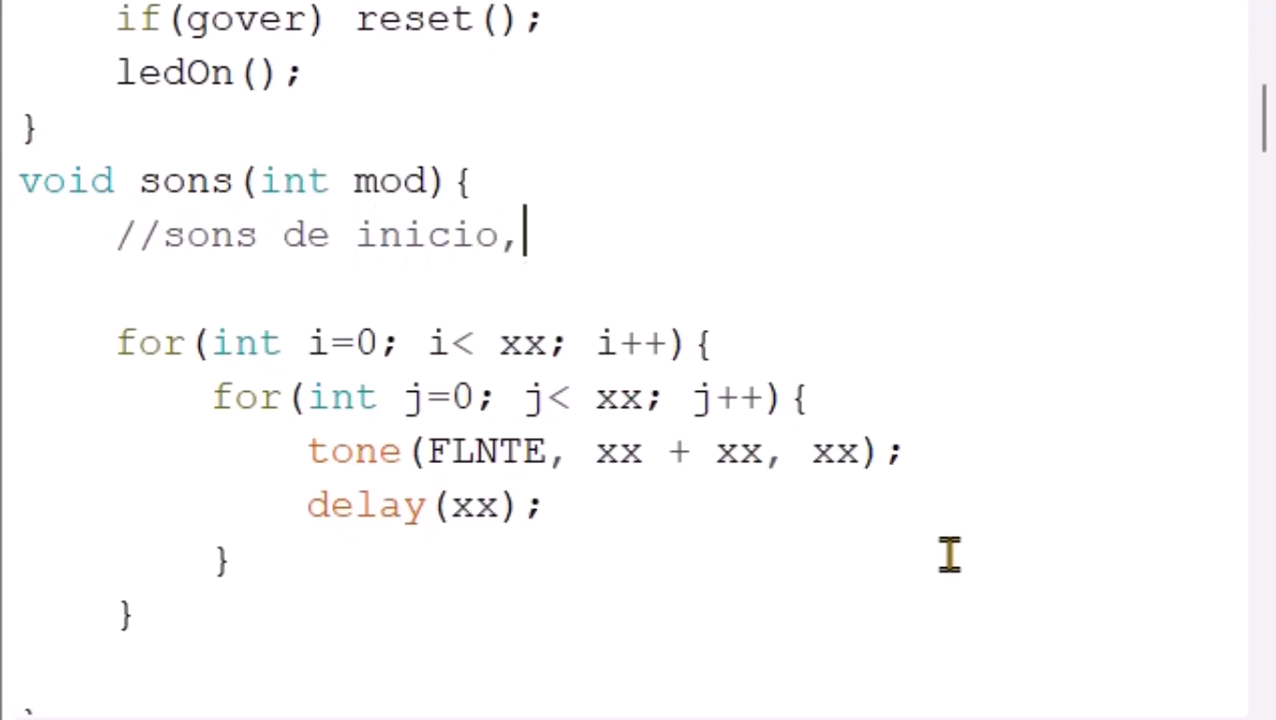 if(gover) reset();
ledOn();
}
void sons(int mod){
//sons de inicio,
for(int i=0; i< xx; i++){
for(int j=0; j< xx; j++){
tone(FLNTE, xx + xx, xx);
delay(xx);
}
}